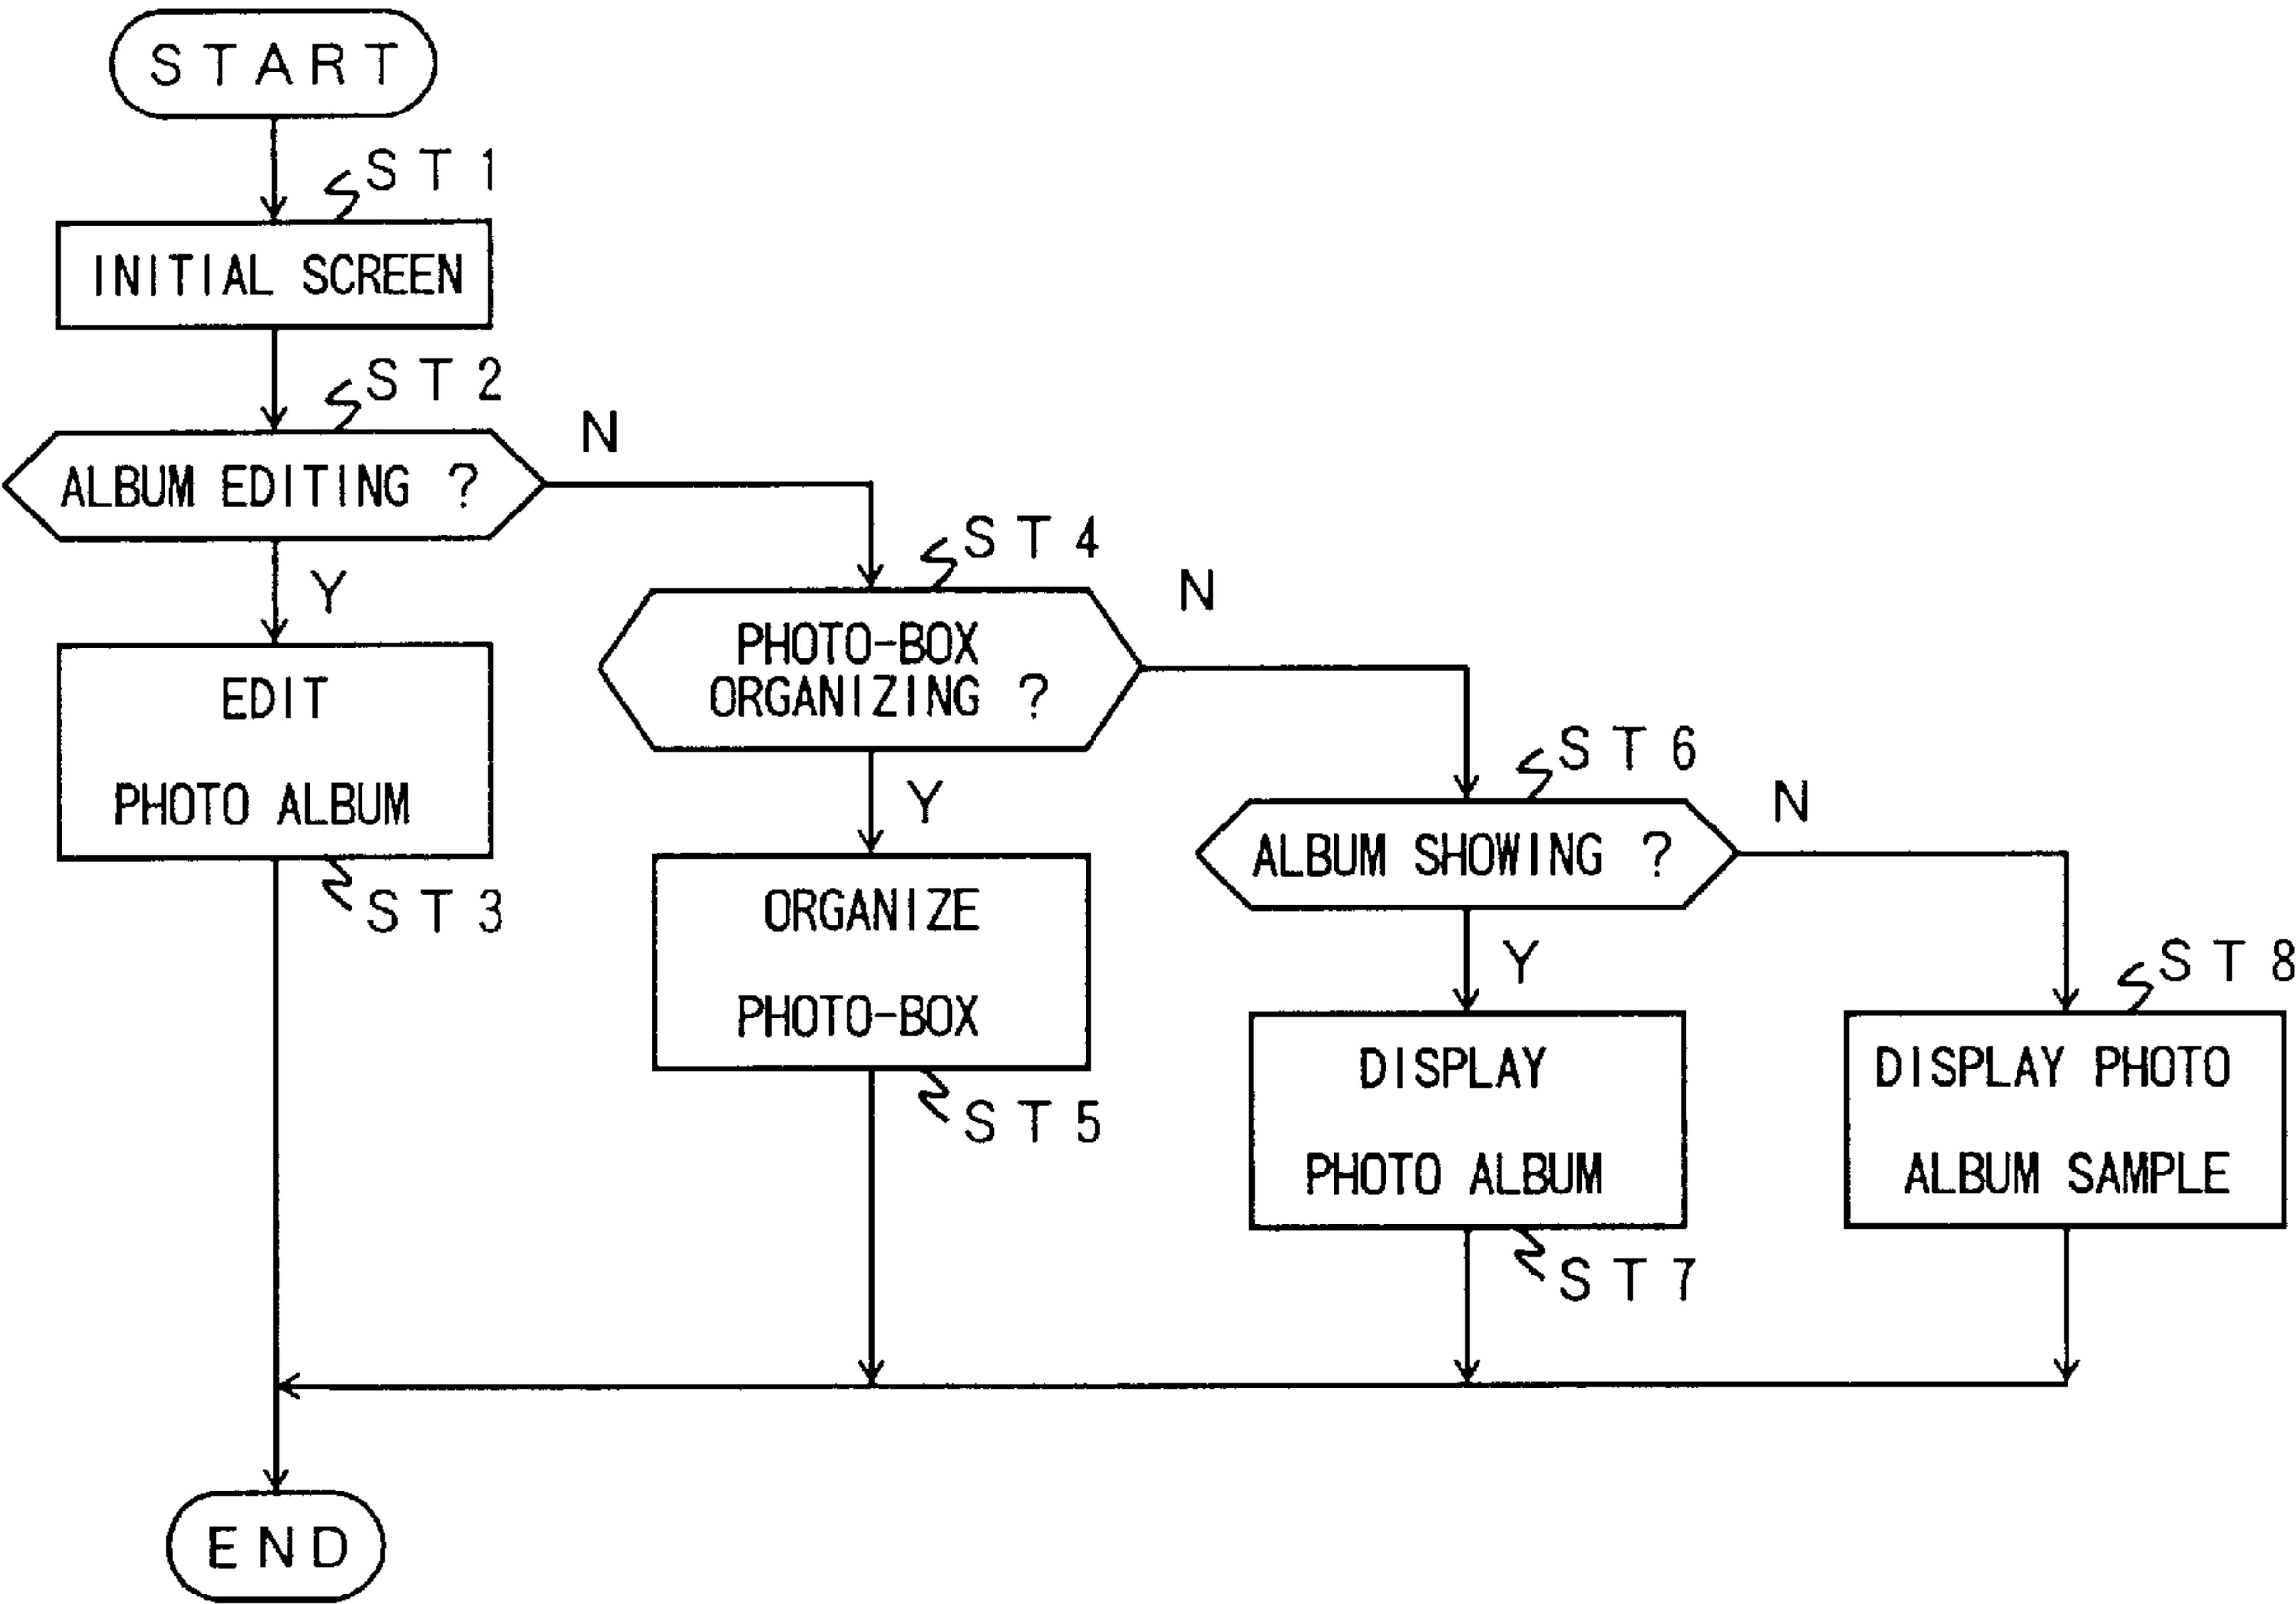 START
ST1
INITIAL SCREEN
ST2
N
ALBUM EDITING ?
Y
ST4
N
EDIT
PHOTO ALBUM
ST3
PHOTO-BOX
ORGANIZING ?
Y
ST6
N
ORGANIZE
PHOTO-BOX
ST5
ALBUM SHOWING ?
Y
ST8
DISPLAY
PHOTO ALBUM
ST7
DISPLAY PHOTO
ALBUM SAMPLE
END